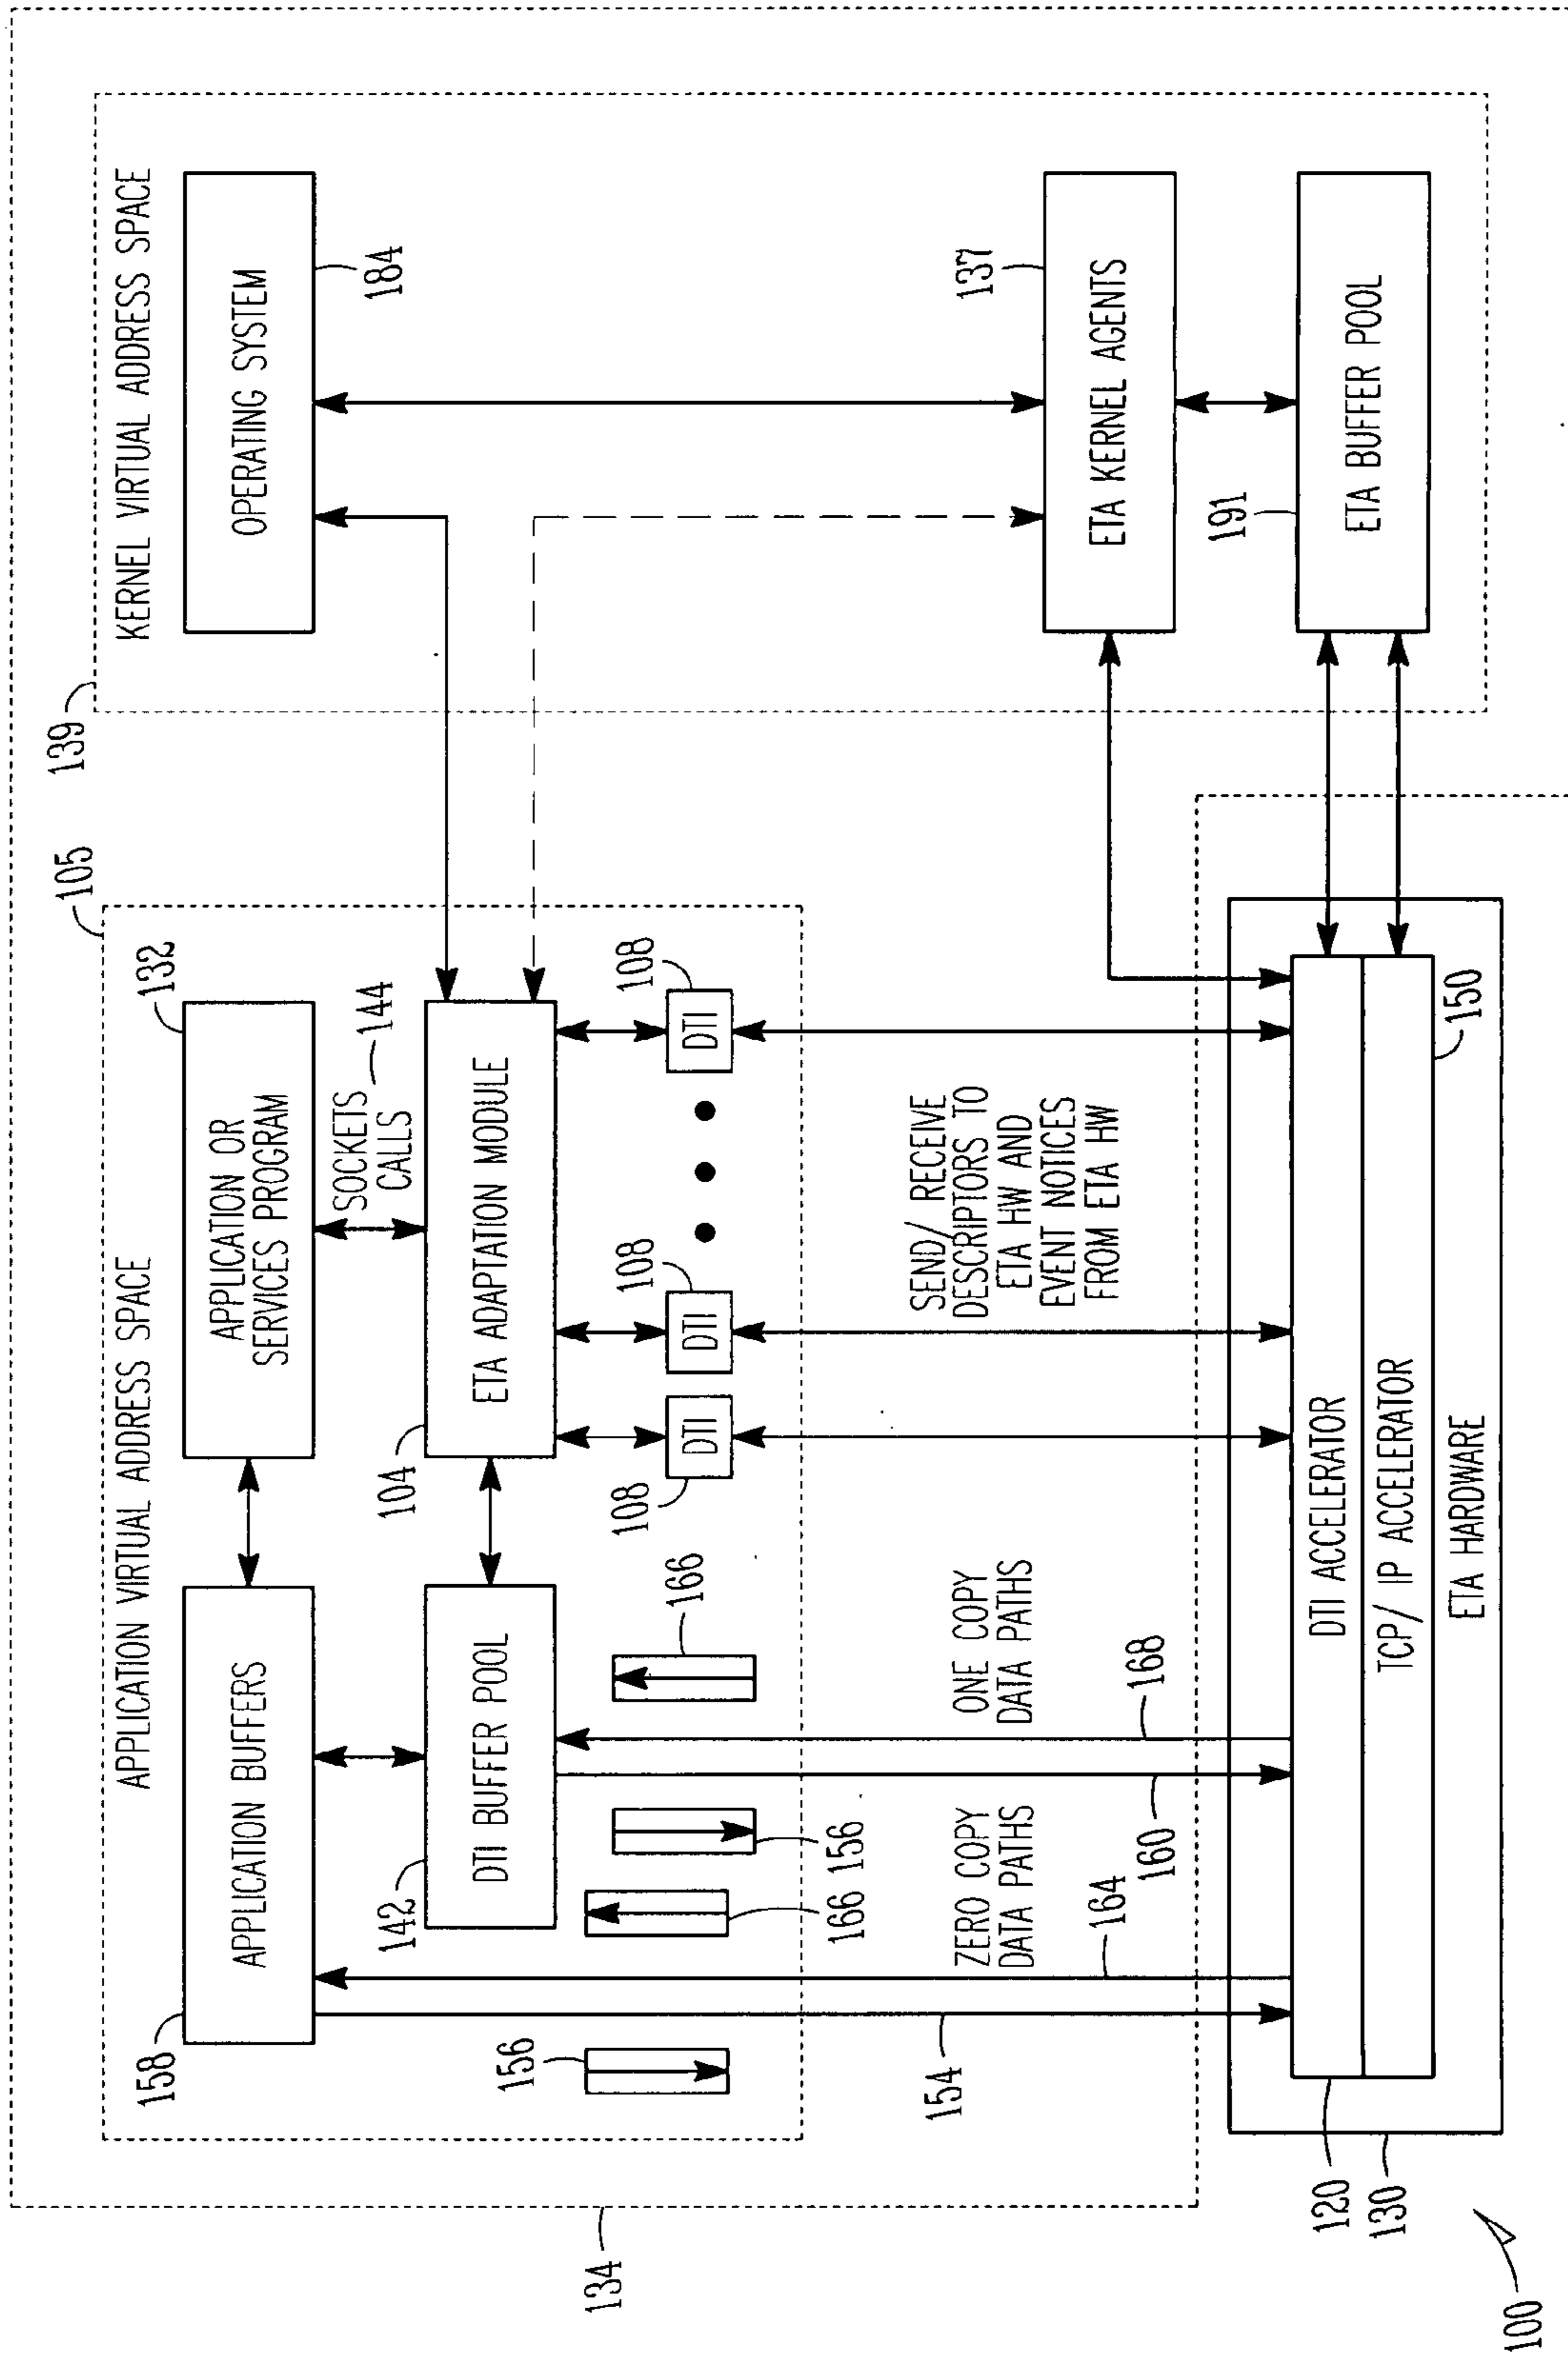 100
134
105
139
APPLICATION VIRTUAL ADDRESS SPACE
KERNEL VIRTUAL ADDRESS SPACE
158
APPLICATION BUFFERS
132
APPLICATION OR
SERVICES PROGRAM
OPERATING SYSTEM
184
SOCKETS
CALLS
144
142
DTI BUFFER POOL
104
ETA ADAPTATION MODULE
156
166
156
166
108
DTI
108
DTI
108
DTI
154
ZERO COPY
DATA PATHS
164
160
ONE COPY
DATA PATHS
168
SEND/ RECEIVE
DESCRIPTORS TO
ETA HW AND
EVENT NOTICES
FROM ETA HW
137
ETA KERNEL AGENTS
191
ETA BUFFER POOL
120
130
DTI ACCELERATOR
TCP/ IP ACCELERATOR
150
ETA HARDWARE